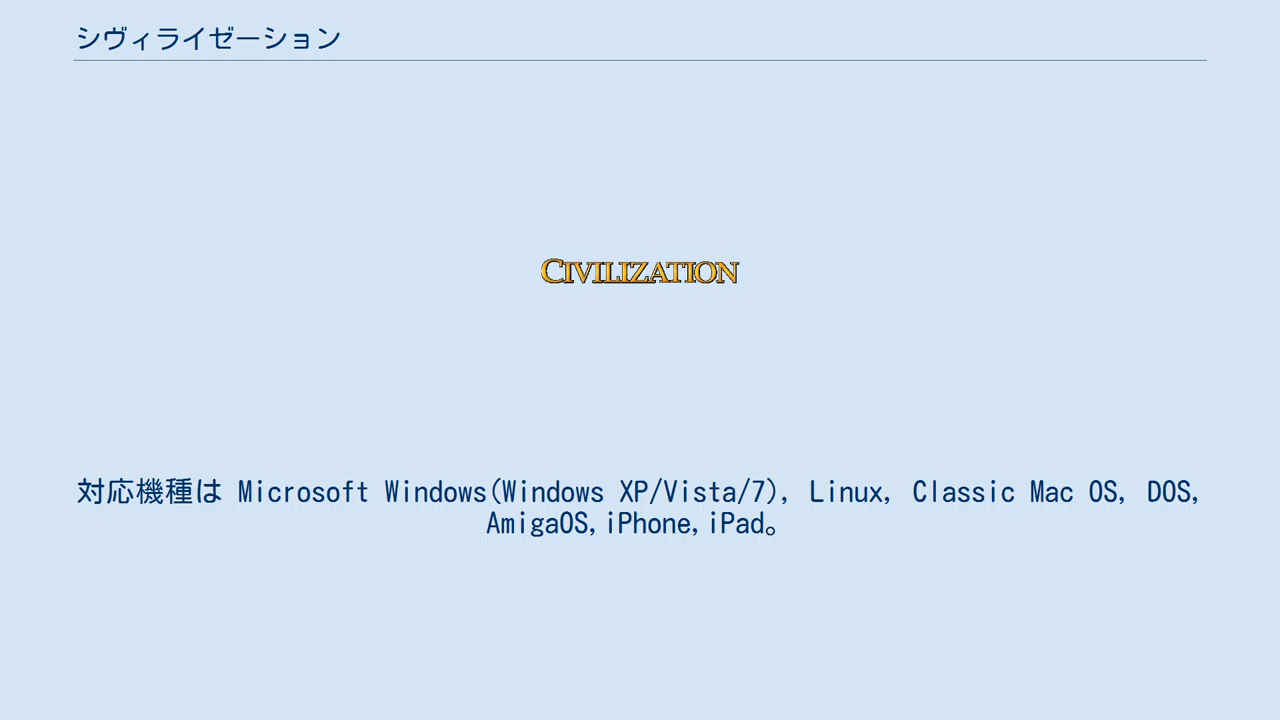 シヴィライゼーション
CIVILIZATION
対応機種は Microsoft Windows(Windows XP/Vista/7), Linux, Classic Mac OS, DOS,
AmigaOS,iPhone,iPad。